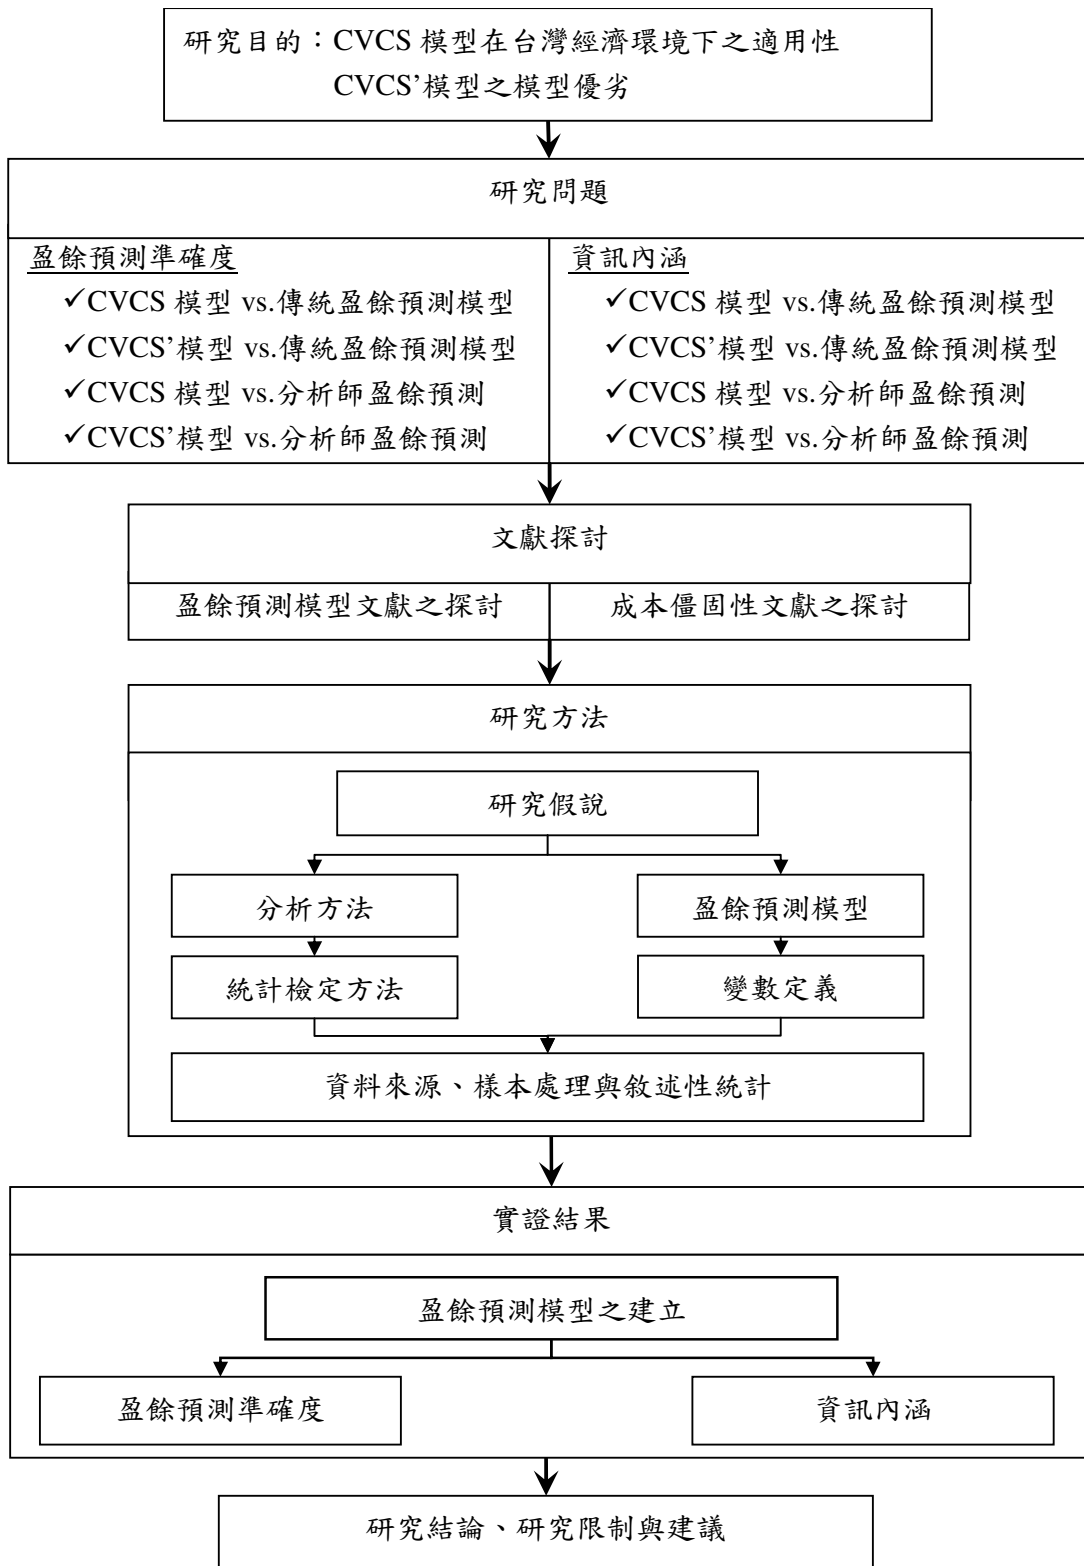 研究目的：CVCS 模型在台灣經濟環境下之適用性
CVCS’模型之模型優劣
研究問題
盈餘預測準確度
✓CVCS 模型 vs.傳統盈餘預測模型
✓CVCS’模型 vs.傳統盈餘預測模型
✓CVCS 模型 vs.分析師盈餘預測
✓CVCS’模型 vs.分析師盈餘預測
資訊內涵
✓CVCS 模型 vs.傳統盈餘預測模型
✓CVCS’模型 vs.傳統盈餘預測模型
✓CVCS 模型 vs.分析師盈餘預測
✓CVCS’模型 vs.分析師盈餘預測
文獻探討
盈餘預測模型文獻之探討
成本僵固性文獻之探討
研究方法
研究假說
分析方法
盈餘預測模型
統計檢定方法
變數定義
資料來源、樣本處理與敘述性統計
實證結果
盈餘預測模型之建立
盈餘預測準確度
資訊內涵
研究結論、研究限制與建議